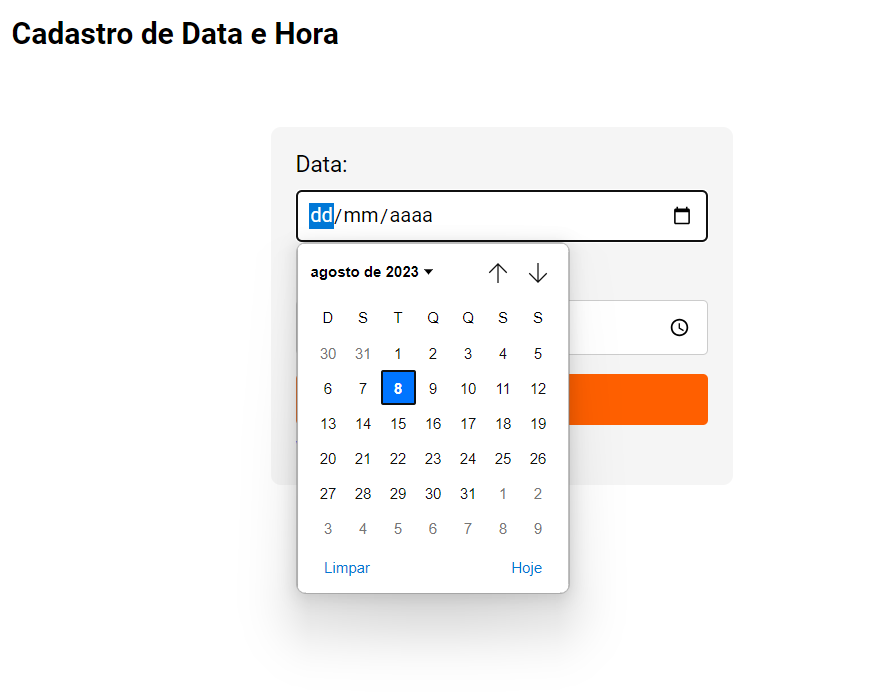 Cadastro de Data e Hora
Data:
dd/mm/aaaa
agosto de 2023
D S T Q Q S S
30 31 1 2 3 4 5
6 7 8 9 10 11 12
13 14 15 16 17 18 19
20 21 22 23 24 25 26
27 28 29 30 31 1 2
3 4 5 6 7 8 9
Limpar Hoje